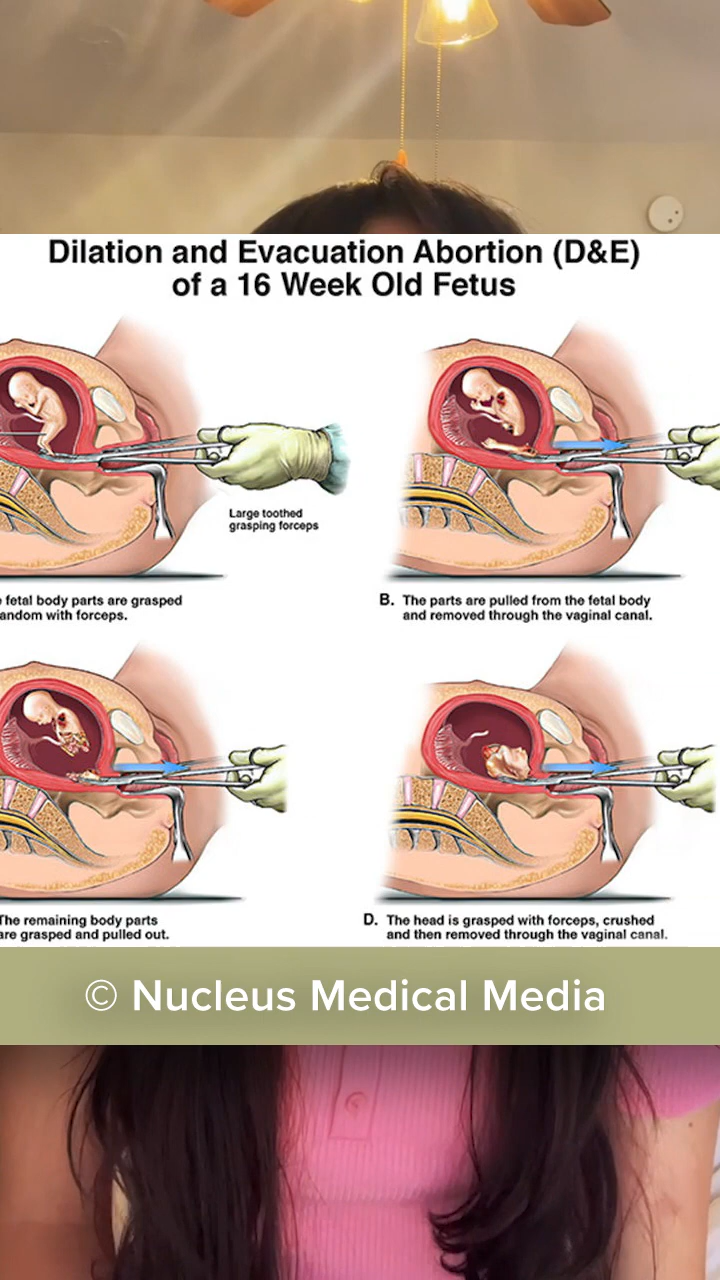 Dilation and Evacuation Abortion (D&E)
of a 16 Week Old Fetus
Large toothed
grasping forceps
fetal body parts are grasped
andom with forceps.
B. The parts are pulled from the fetal body
and removed through the vaginal canal.
The remaining body parts
are grasped and pulled out.
D. The head is grasped with forceps, crushed
and then removed through the vaginal canal.
© Nucleus Medical Media